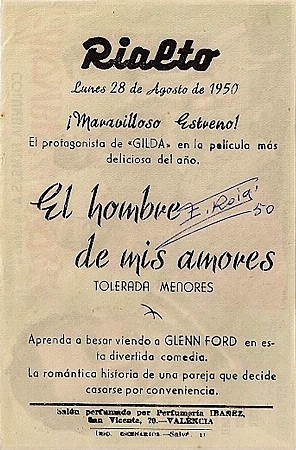 Rialto
Lunes 28 de Agosto de 1950
¡Maravilloso Estreno!
El protagonista de «GILDA» en la película más
deliciosa del año.
El hombre
E. Roig
50
de mis amores
TOLERADA MENORES
Aprenda a besar viendo a GLENN FORD en es-
ta divertida comedia.
La romántica historia de una pareja que decide
casarse por conveniencia.
Salón perfumado por Perfumería IBAÑEZ,
San Vicente, 70.—VALENCIA